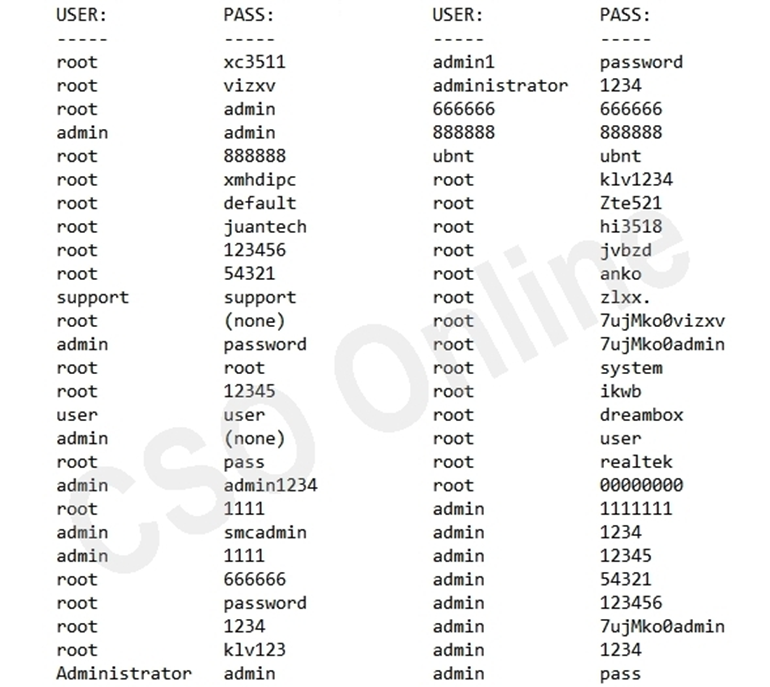 USER: PASS: USER: PASS:
----- ----- ----- -----
root xc3511 admin1 password
root vizxv administrator 1234
root admin 666666 666666
admin admin 888888 888888
root 888888 ubnt ubnt
root xmhdipc root klv1234
root default root Zte521
root juantech root hi3518
root 123456 root jvbzd
root 54321 root anko
support support root zlxx.
root (none) root 7ujMko0vizxv
admin password root 7ujMko0admin
root root root system
root 12345 root ikwb
user user root dreambox
admin (none) root user
root pass root realtek
admin admin1234 root 00000000
root 1111 admin 1111111
admin smcadmin admin 1234
admin 1111 admin 12345
root 666666 admin 54321
root password admin 123456
root 1234 admin 7ujMko0admin
root klv123 admin 1234
Administrator admin admin pass
CSO Online